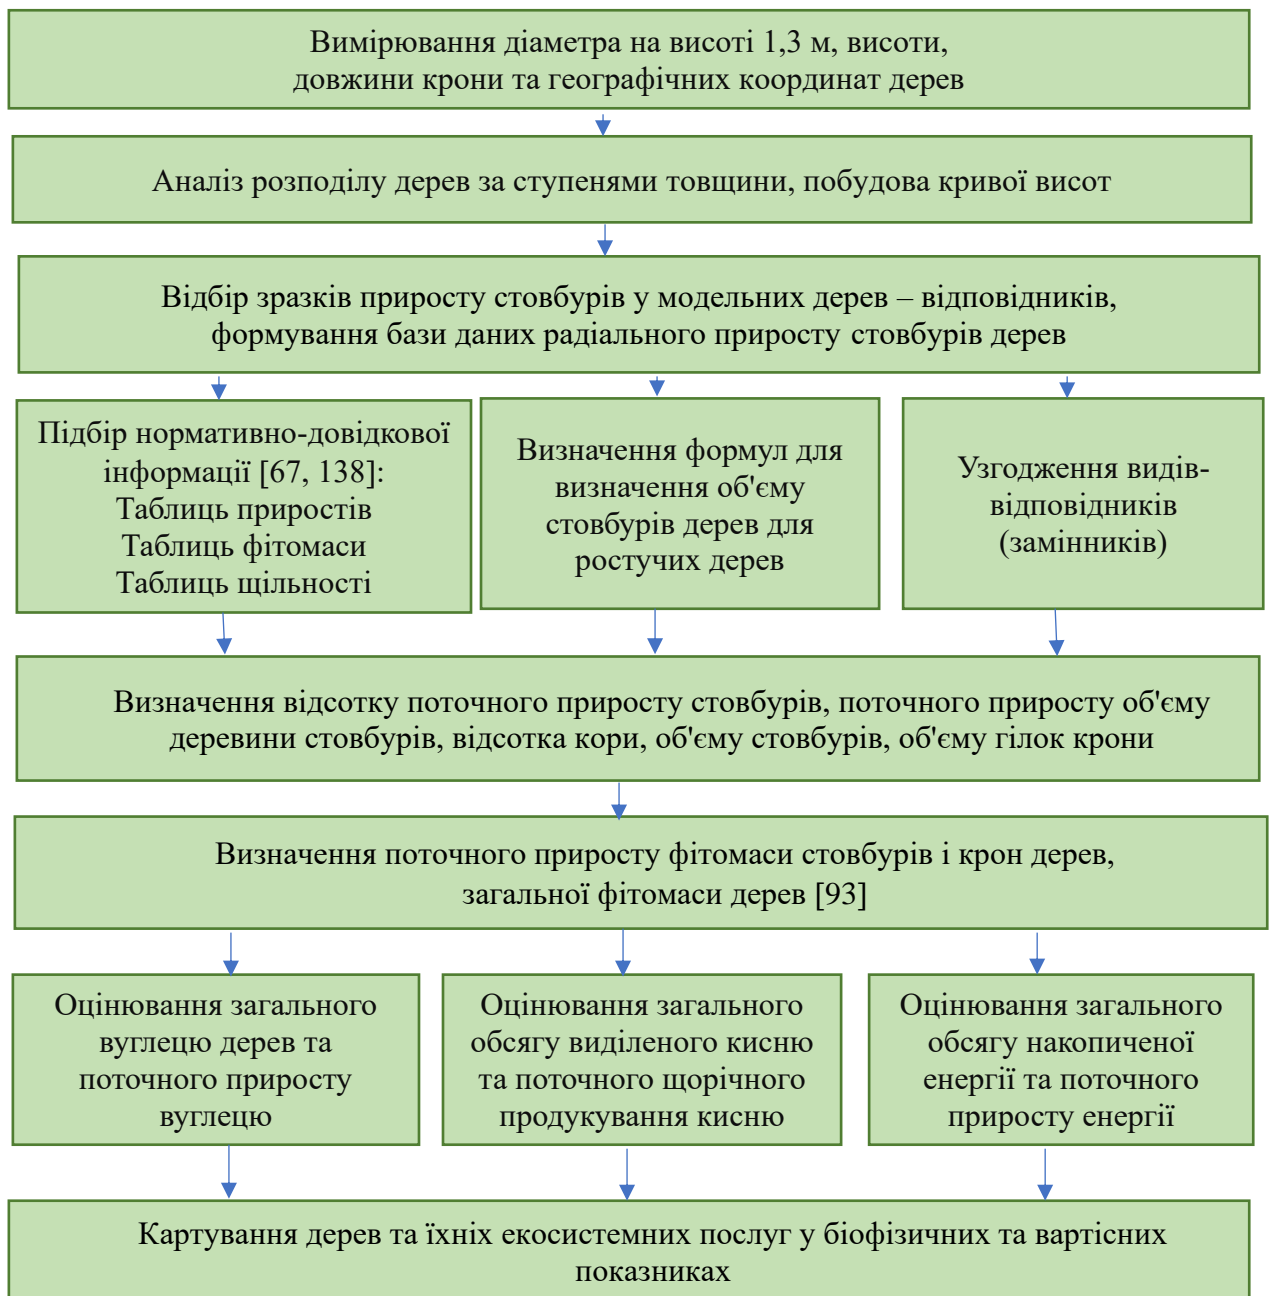 Вимірювання діаметра на висоті 1,3 м, висоти,
довжини крони та географічних координат дерев
Аналіз розподілу дерев за ступенями товщини, побудова кривої висот
Відбір зразків приросту стовбурів у модельних дерев – відповідників,
формування бази даних радіального приросту стовбурів дерев
Підбір нормативно-довідкової
інформації [67, 138]:
Таблиць приростів
Таблиць фітомаси
Таблиць щільності
Визначення формул для
визначення об'єму
стовбурів дерев для
ростучих дерев
Узгодження видів-
відповідників
(замінників)
Визначення відсотку поточного приросту стовбурів, поточного приросту об'єму
деревини стовбурів, відсотка кори, об'єму стовбурів, об'єму гілок крони
Визначення поточного приросту фітомаси стовбурів і крон дерев,
загальної фітомаси дерев [93]
Оцінювання загального
вуглецю дерев та
поточного приросту
вуглецю
Оцінювання загального
обсягу виділеного кисню
та поточного щорічного
продукування кисню
Оцінювання загального
обсягу накопиченої
енергії та поточного
приросту енергії
Картування дерев та їхніх екосистемних послуг у біофізичних та вартісних
показниках